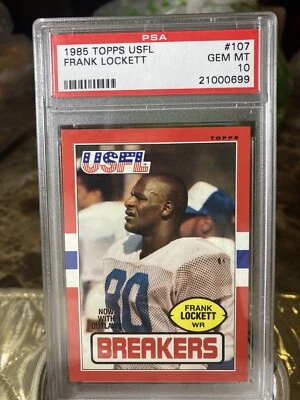 PSA
1985 TOPPS USFL #107
FRANK LOCKETT GEM MT
10
21000699
TOPPS
USFL
80
NOW
WITH
OUTLAWS
FRANK
LOCKETT
WR
BREAKERS